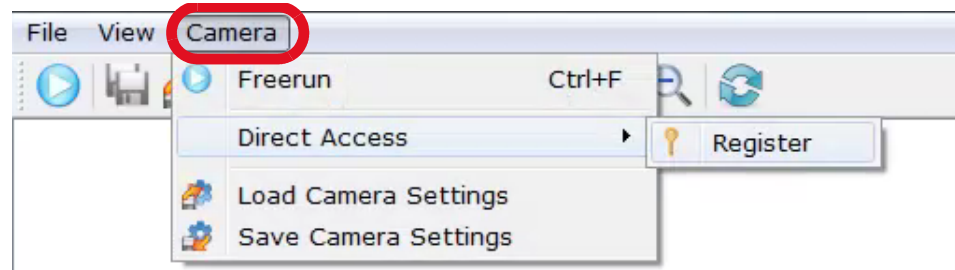 File View Camera
Freerun Ctrl+F
Direct Access
Register
Load Camera Settings
Save Camera Settings